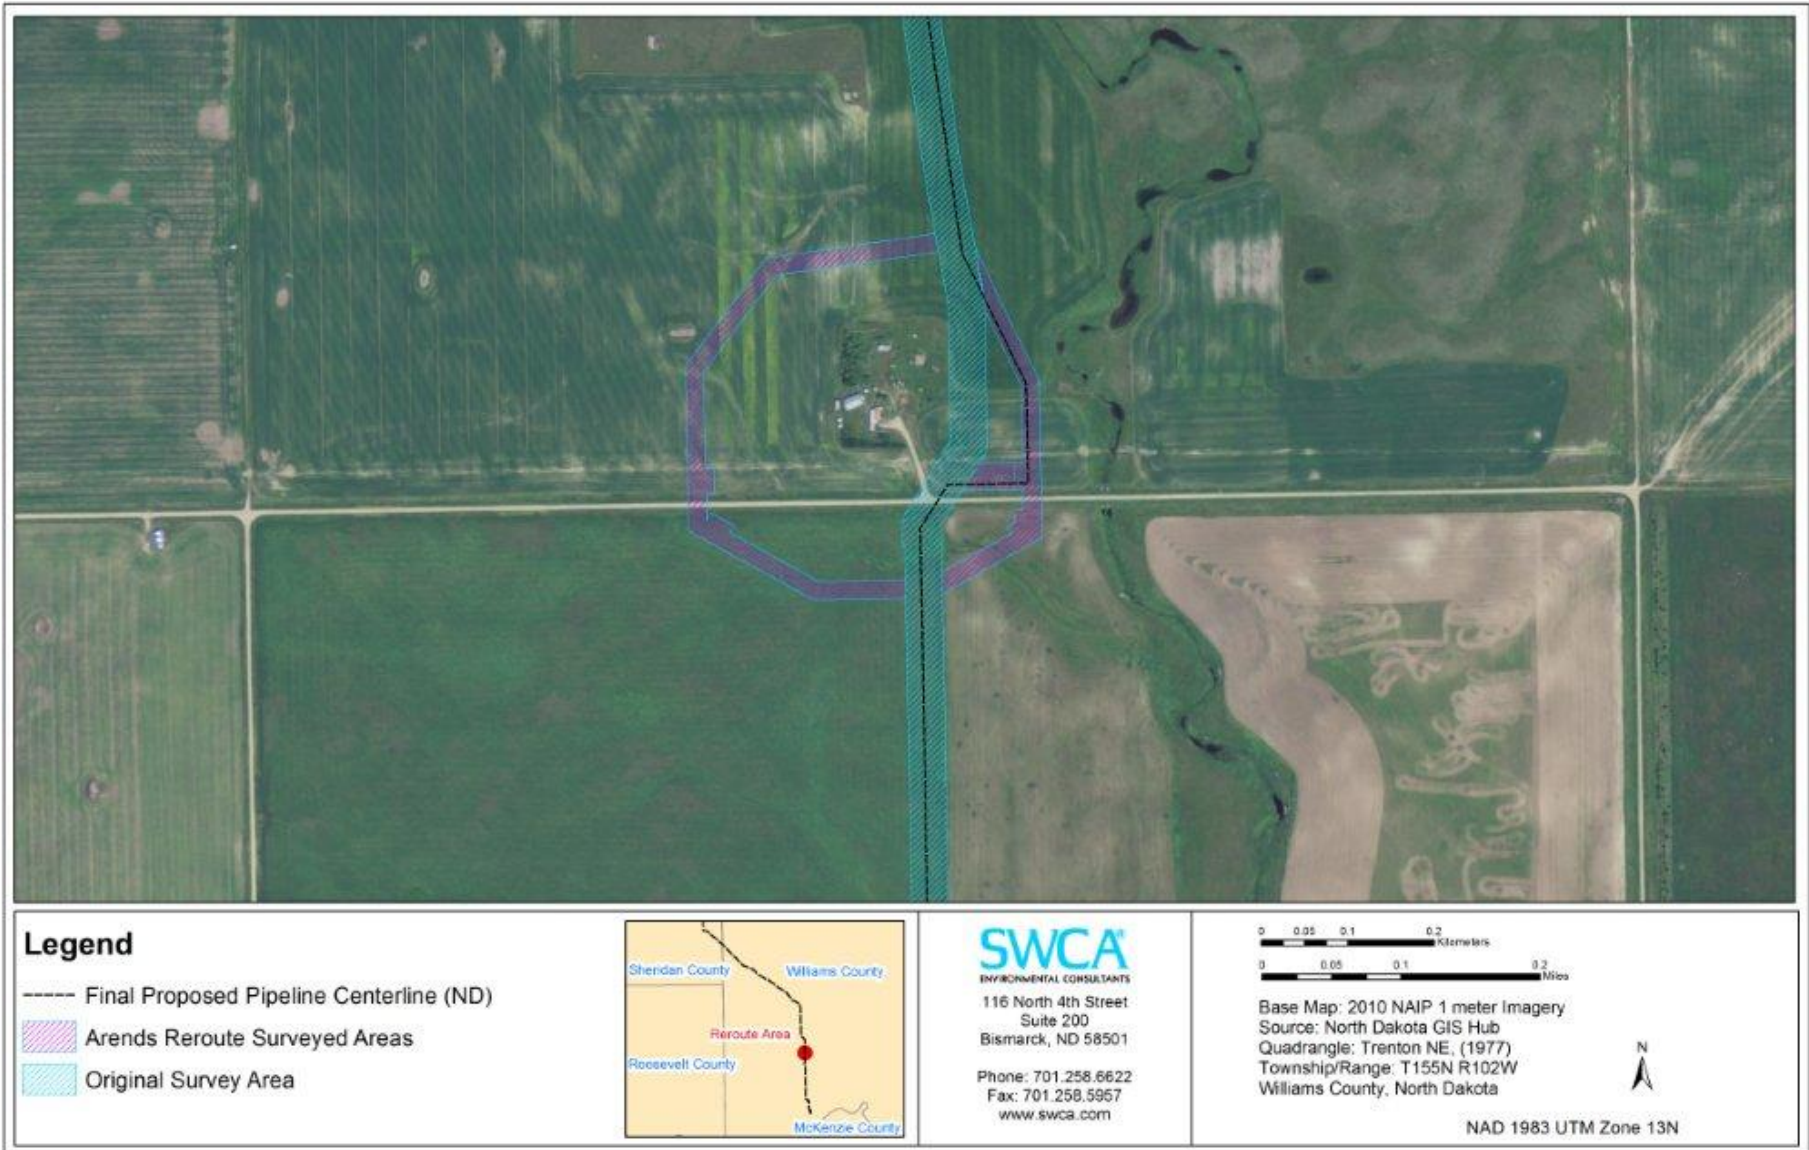 Legend
Final Proposed Pipeline Centerline (ND)
Arends Reroute Surveyed Areas
Original Survey Area
Sheridan County
Williams County
Reroute Area
Roosevelt County
McKenzie County
SWCA
ENVIRONMENTAL CONSULTANTS
116 North 4th Street
Suite 200
Bismarck, ND 58501
Phone: 701.258.6622
Fax: 701.258.5957
www.swca.com
0 0.05 0.1 0.2
Kilometers
0 0.05 0.1 0.2
Miles
Base Map: 2010 NAIP 1 meter Imagery
Source: North Dakota GIS Hub
Quadrangle: Trenton NE, (1977)
Township/Range: T155N R102W
Williams County, North Dakota
N
NAD 1983 UTM Zone 13N